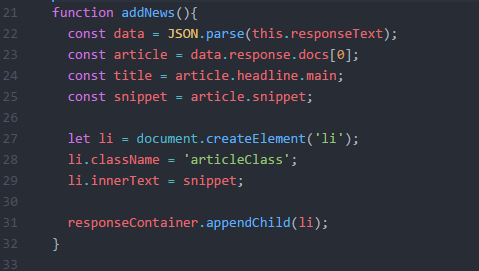 21 function addNews(){
22 const data = JSON.parse(this.responseText);
23 const article = data.response.docs[0];
24 const title = article.headline.main;
25 const snippet = article.snippet;
26
27 let li = document.createElement('li');
28 li.className = 'articleClass';
29 li.innerText = snippet;
30
31 responseContainer.appendChild(li);
32 }
33